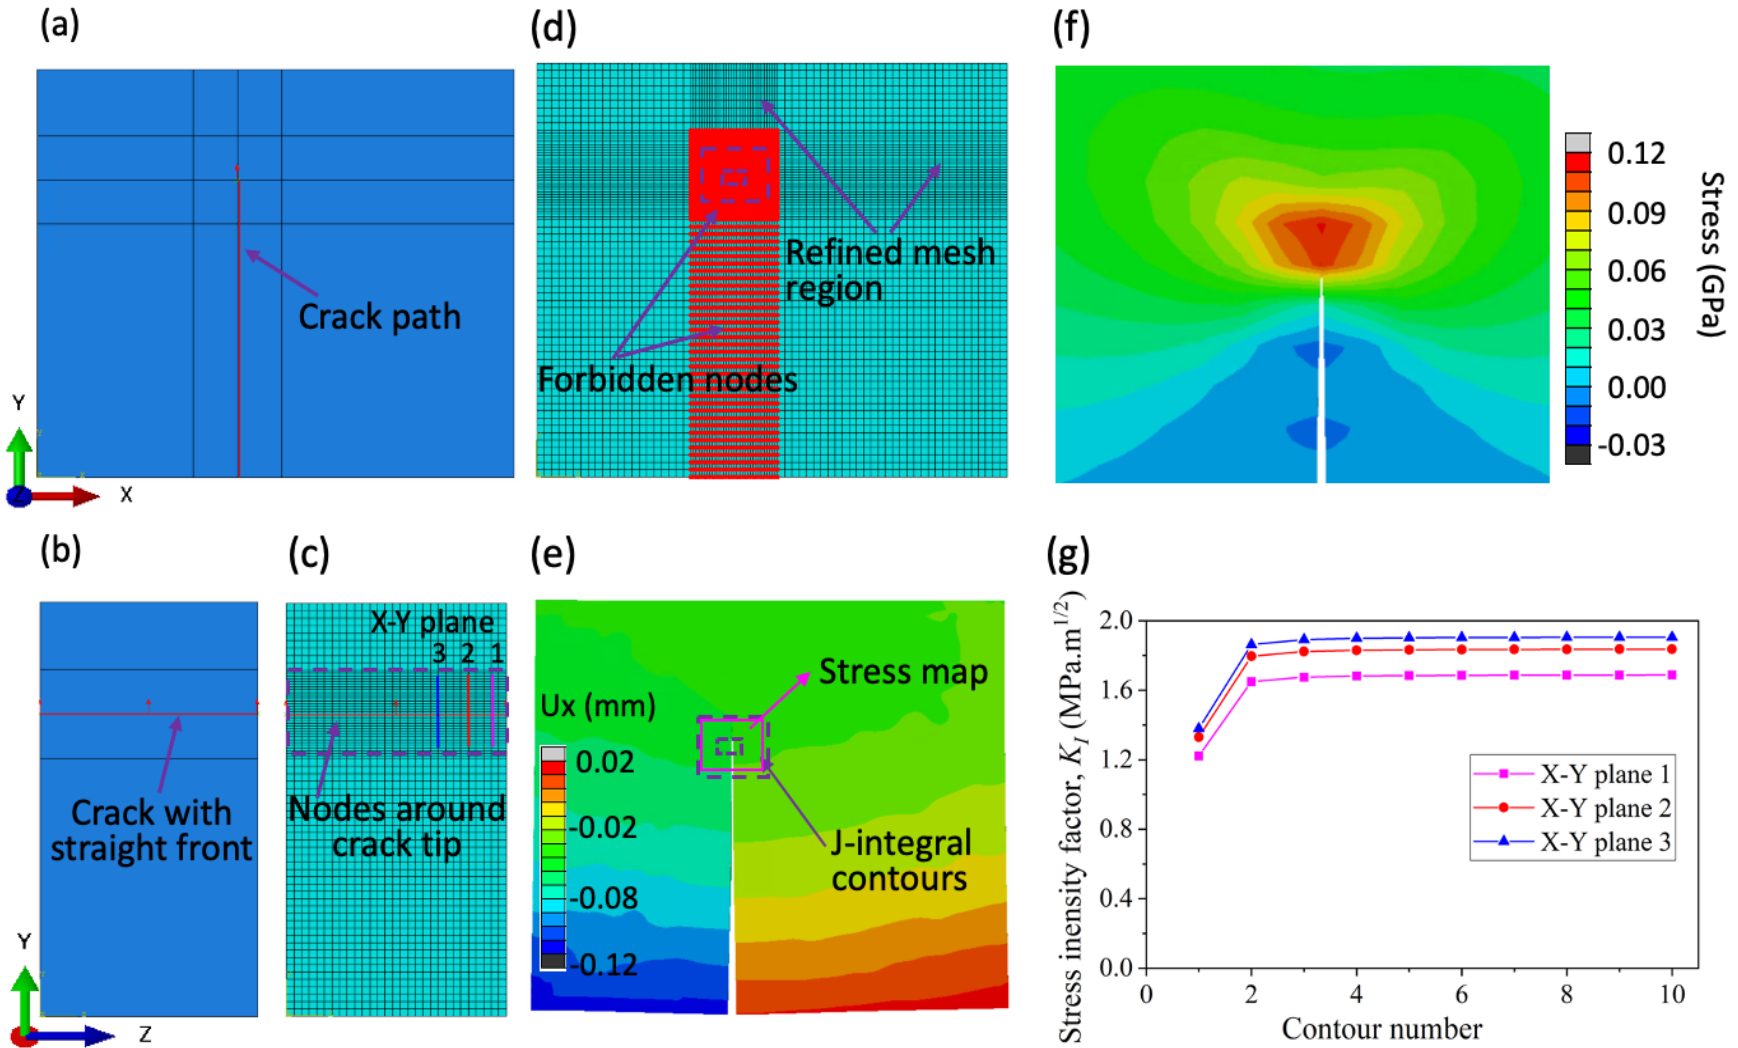 (a)
Crack path
Y
Z
X
(d)
Refined mesh
region
Forbidden nodes
(f)
0.12
0.09
0.06
0.03
0.00
-0.03
Stress (GPa)
(b)
Crack with
straight front
Y
Z
(c)
X-Y plane
3 2 1
Nodes around
crack tip
(e)
Stress map
Ux (mm)
0.02
-0.02
-0.08
-0.12
J-integral
contours
(g)
Stress inensity factor, K_I (MPa.m^1/2)
2.0
1.6
1.2
0.8
0.4
0.0
X-Y plane 1
X-Y plane 2
X-Y plane 3
0 2 4 6 8 10
Contour number